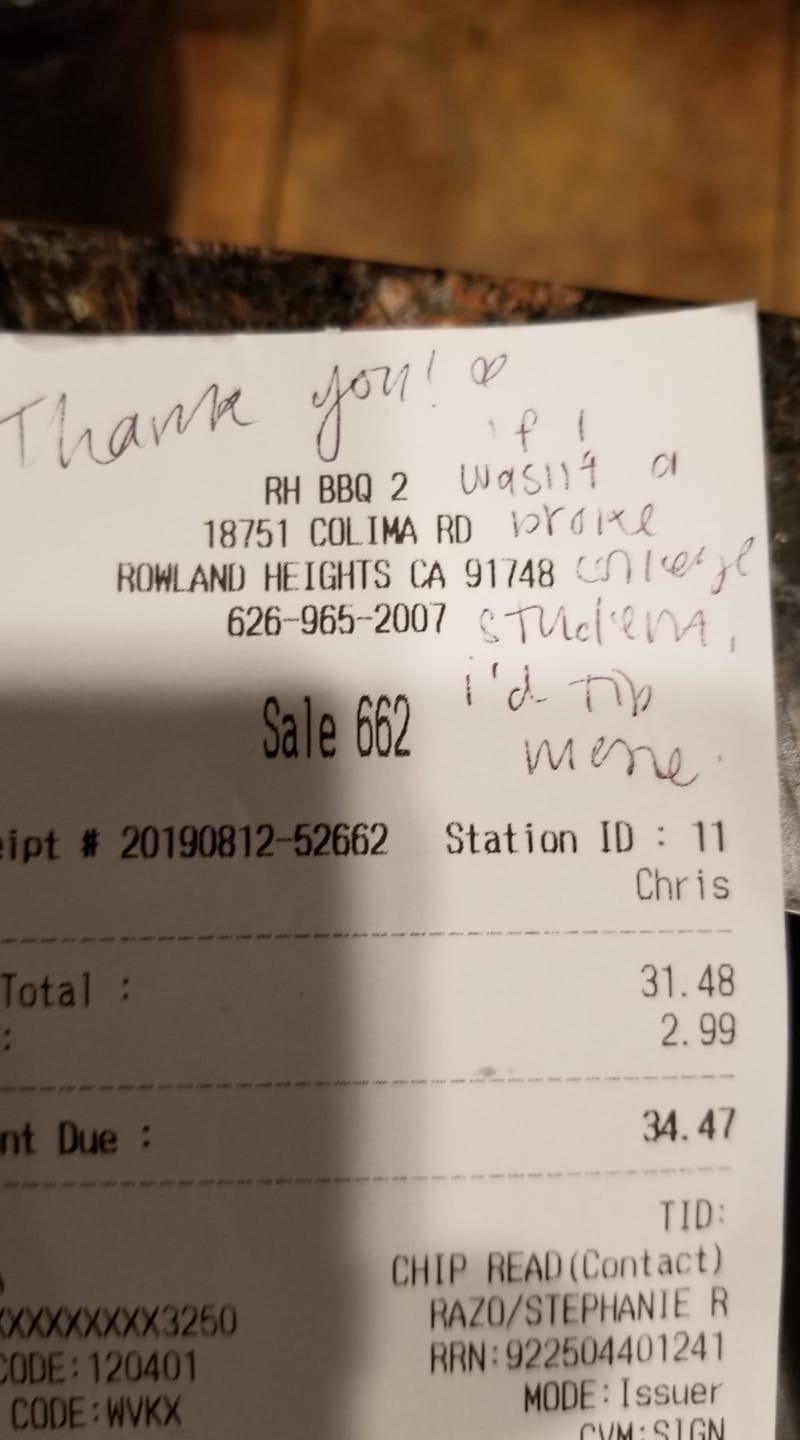 Thank you! ♡
if I
wasn't a
RH BBQ 2
18751 COLIMA RD
broke
ROWLAND HEIGHTS CA 91748
college
626-965-2007
student,
i'd tip
Sale 662
more.
eipt # 20190812-52662 Station ID : 11
Chris
Total : 31.48
: 2.99
nt Due : 34.47
TID:
CHIP READ(Contact)
XXXXXXXXX3250 RAZO/STEPHANIE R
CODE:120401 RRN:922504401241
CODE:WVKX MODE:Issuer
CVM:SIGN